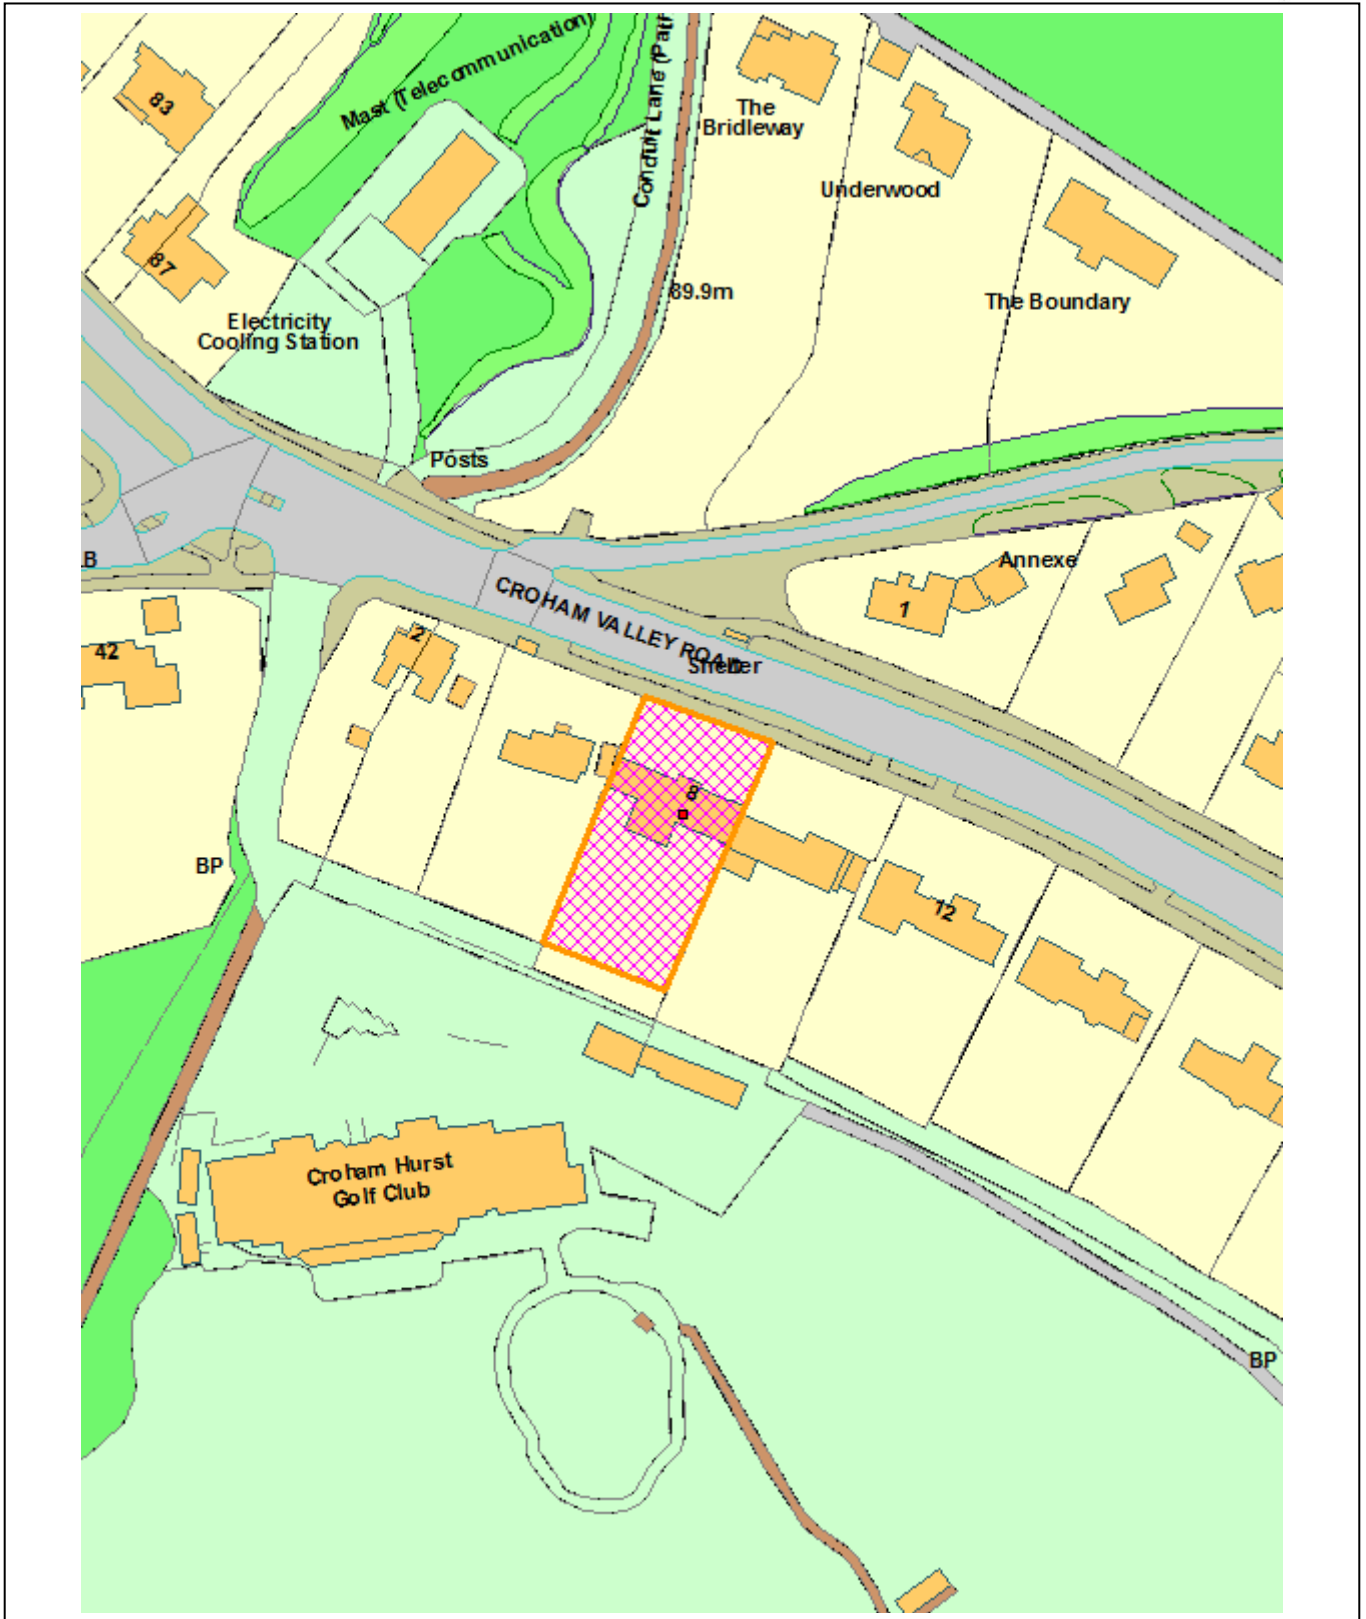 Mast (Telecommunication)
Conduit Lane (Path
83
The
Bridleway
Underwood
87
89.9m
The Boundary
Electricity
Cooling Station
Posts
Annexe
1
CROHAM VALLEY ROAD
Shelter
2
42
8
BP
12
Croham Hurst
Golf Club
BP